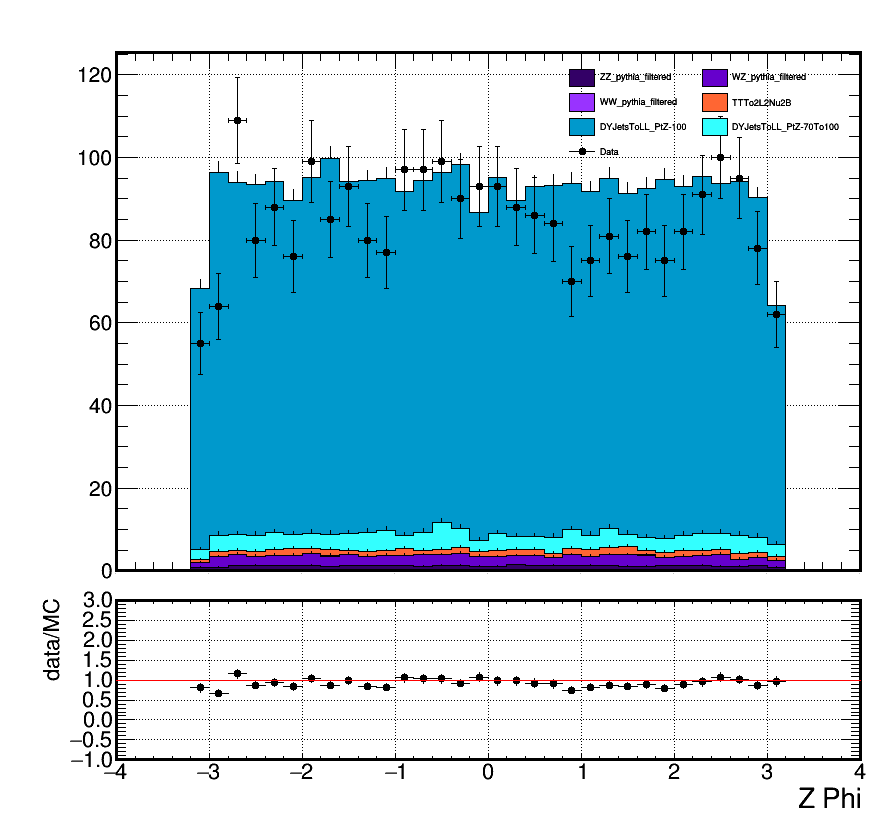 120
100
80
60
40
20
0
ZZ_pythia_filtered WZ_pythia_filtered
WW_pythia_filtered TTTo2L2Nu2B
DYJetsToLL_PtZ-100 DYJetsToLL_PtZ-70To100
Data
data/MC
3.0
2.5
2.0
1.5
1.0
0.5
0.0
−0.5
−1.0
−4 −3 −2 −1 0 1 2 3 4
Z Phi